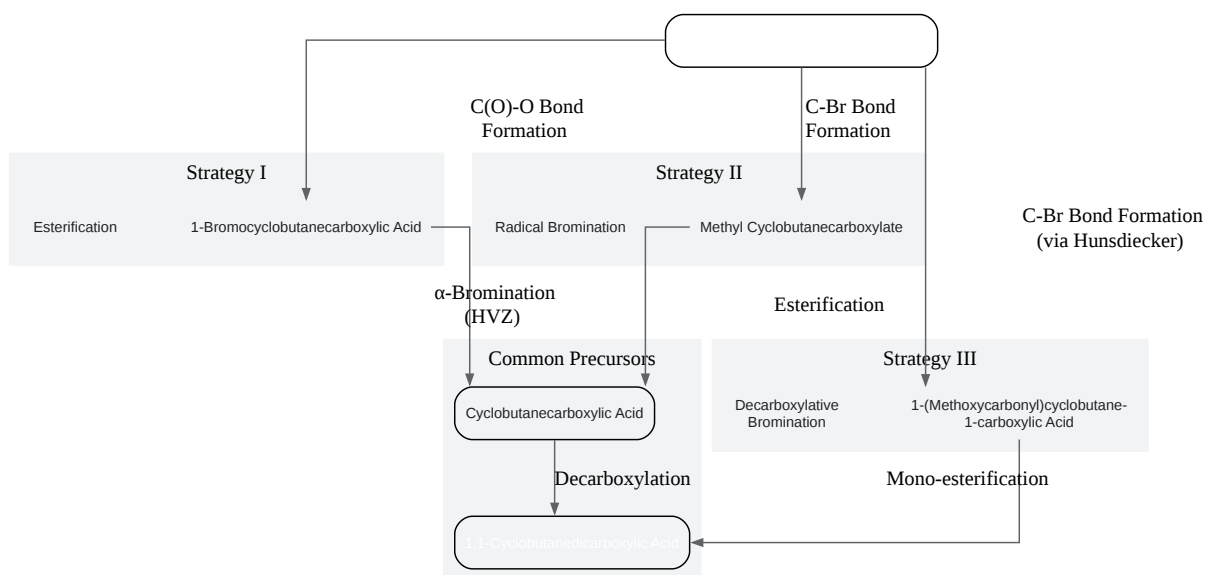 C(O)-O Bond
Formation
C-Br Bond
Formation
Strategy I
Strategy II
Esterification
1-Bromocyclobutanecarboxylic Acid
Radical Bromination
Methyl Cyclobutanecarboxylate
C-Br Bond Formation
(via Hunsdiecker)
α-Bromination
(HVZ)
Esterification
Common Precursors
Strategy III
Cyclobutanecarboxylic Acid
Decarboxylative
Bromination
1-(Methoxycarbonyl)cyclobutane-
1-carboxylic Acid
Decarboxylation
Mono-esterification
1,1-Cyclobutanedicarboxylic Acid